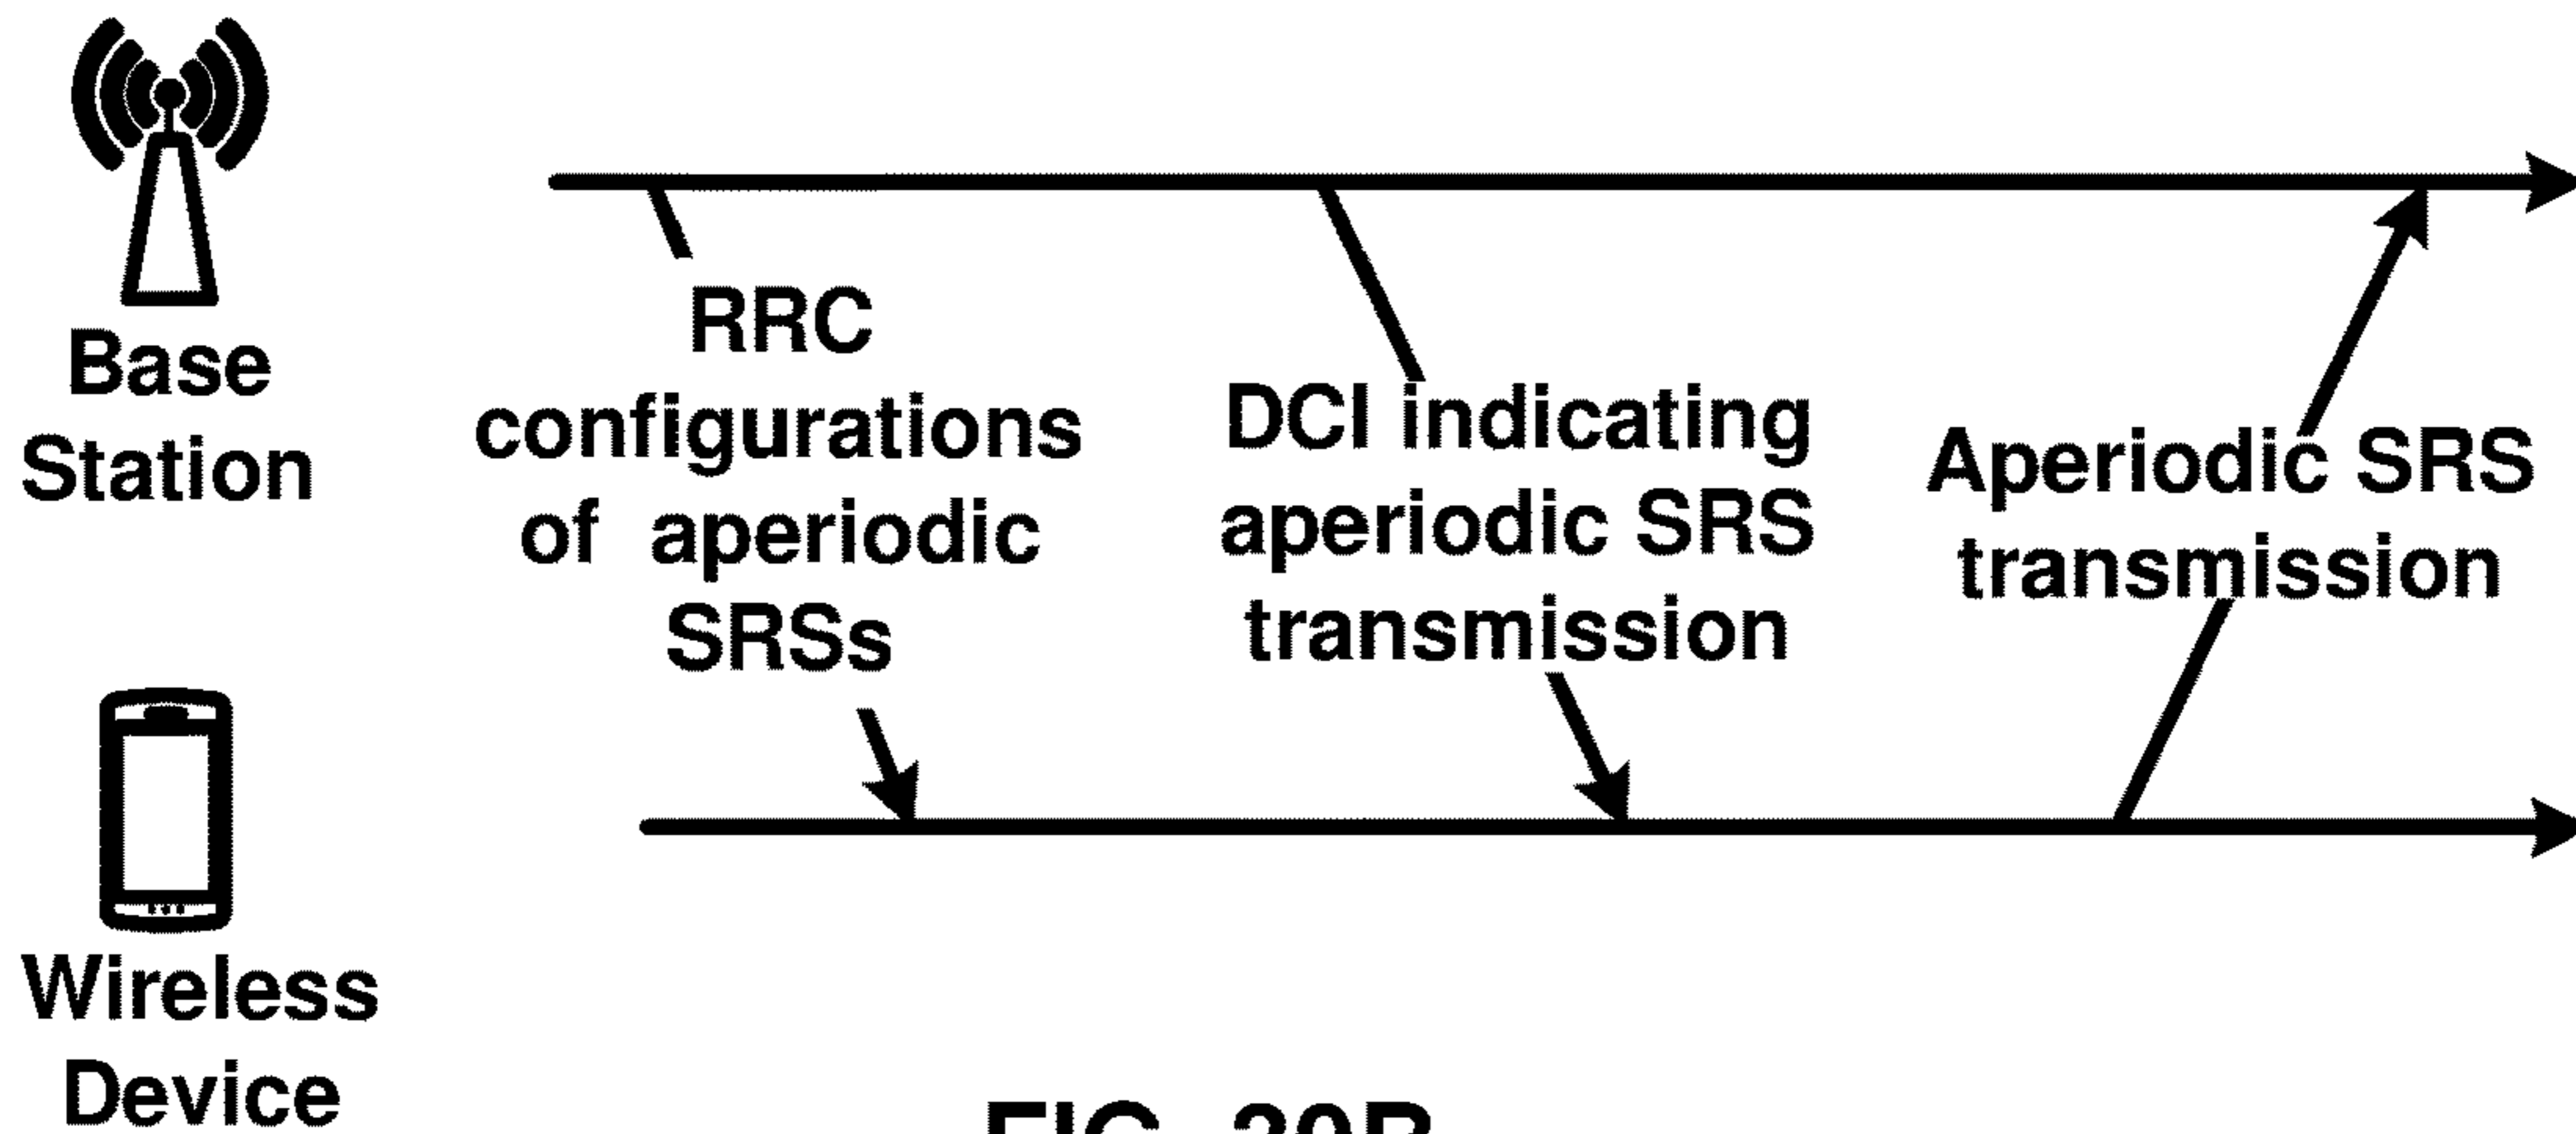 Base
Station
RRC
configurations
of aperiodic
SRSs
DCI indicating
aperiodic SRS
transmission
Aperiodic SRS
transmission
Wireless
Device